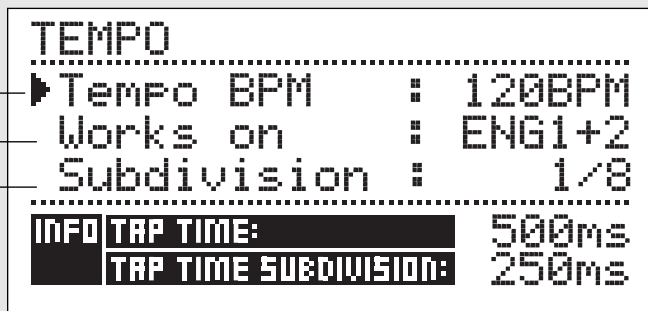 TEMPO
Tempo BPM : 120BPM
Works on : ENG1+2
Subdivision : 1/8
INFO TAP TIME: 500ms
TAP TIME SUBDIVISION: 250ms